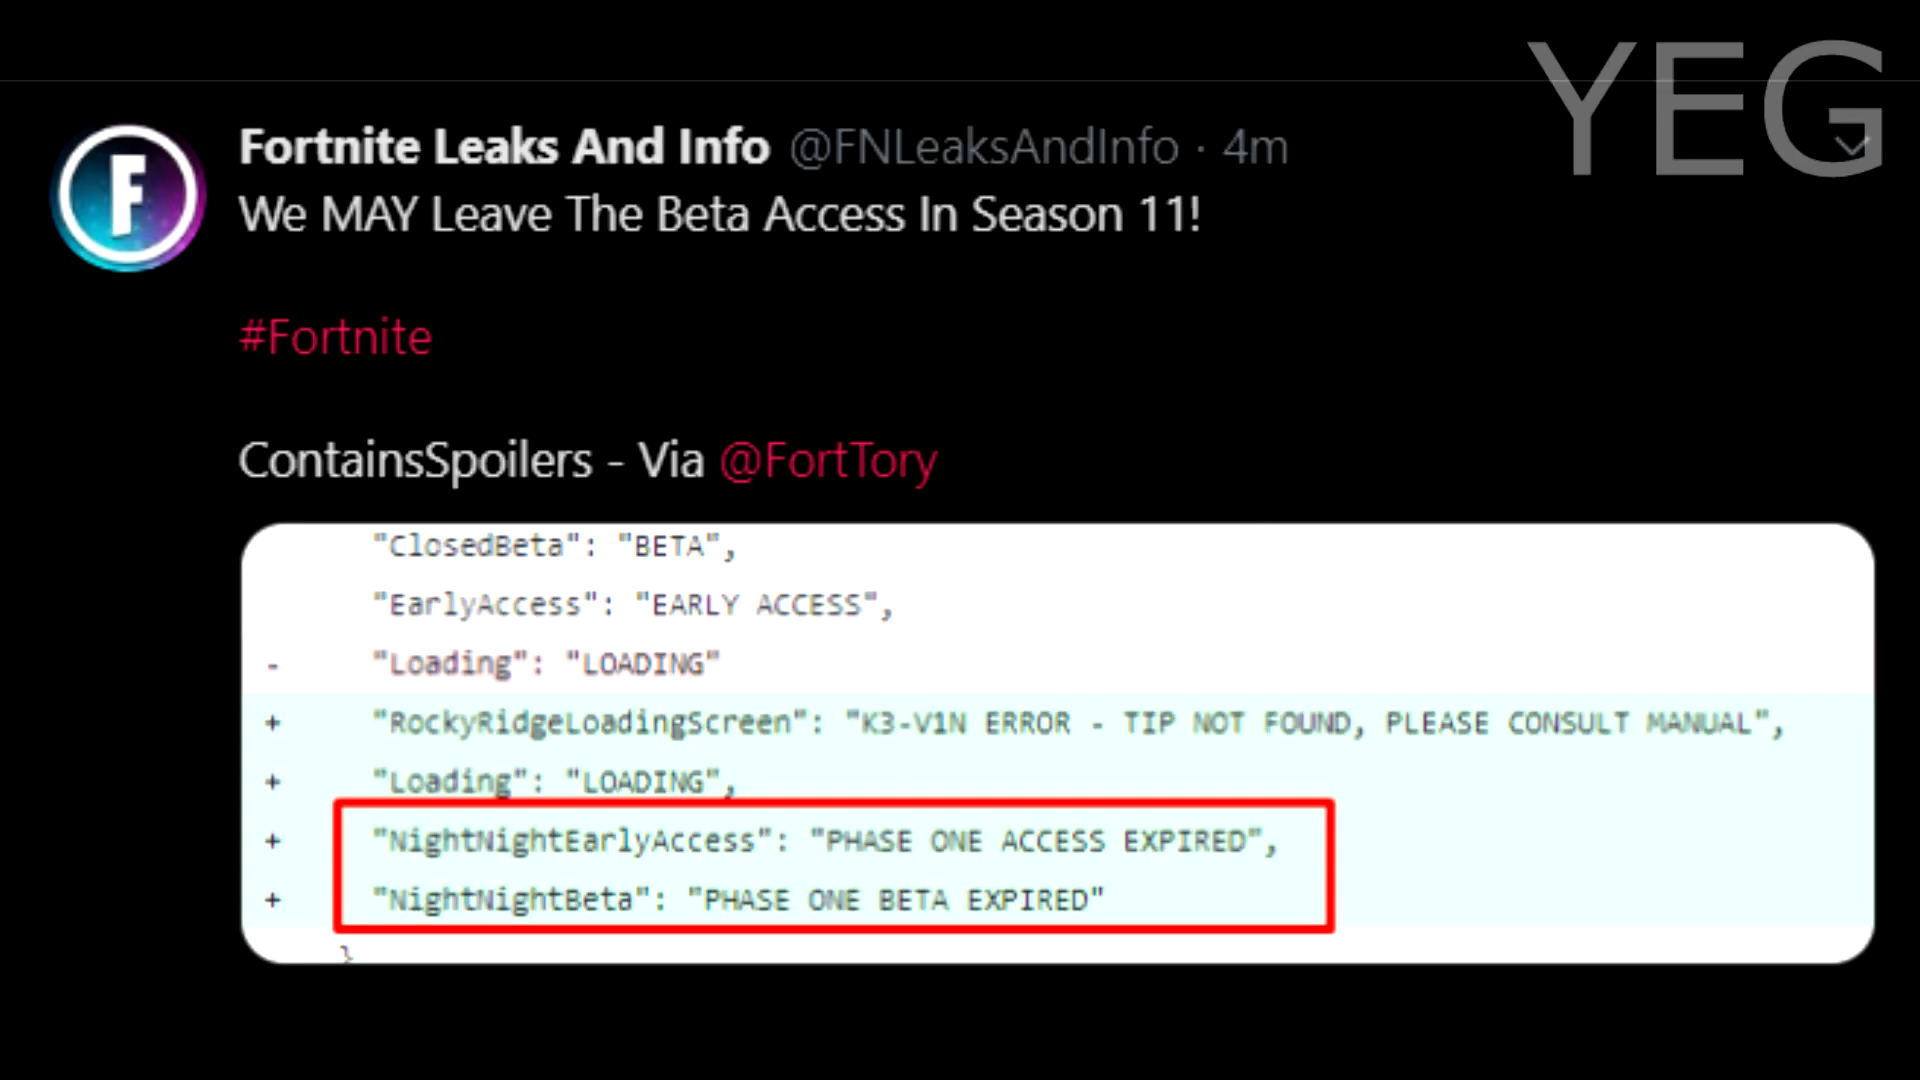 YEG
Fortnite Leaks And Info @FNLeaksAndInfo · 4m
We MAY Leave The Beta Access In Season 11!
#Fortnite
ContainsSpoilers - Via @FortTory
"ClosedBeta": "BETA",
"EarlyAccess": "EARLY ACCESS",
- "Loading": "LOADING"
+ "RockyRidgeLoadingScreen": "K3-V1N ERROR - TIP NOT FOUND, PLEASE CONSULT MANUAL",
+ "Loading": "LOADING",
+ "NightNightEarlyAccess": "PHASE ONE ACCESS EXPIRED",
+ "NightNightBeta": "PHASE ONE BETA EXPIRED"
}